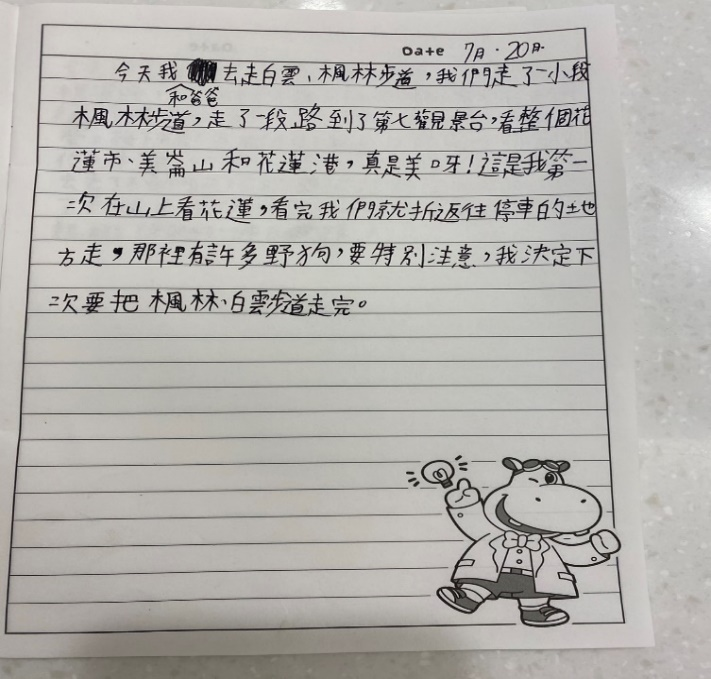 Date 7月·20日
今天我去走白雲、楓林步道，我們走了一小段
和爸爸
楓林步道，走了一段路到了第七觀景台，看整個花
蓮市、美崙山和花蓮港，真是美呀！這是我第一
次在山上看花蓮，看完我們就折返往停車的地
方走，那裡有許多野狗，要特別注意，我決定下
次要把楓林、白雲步道走完。